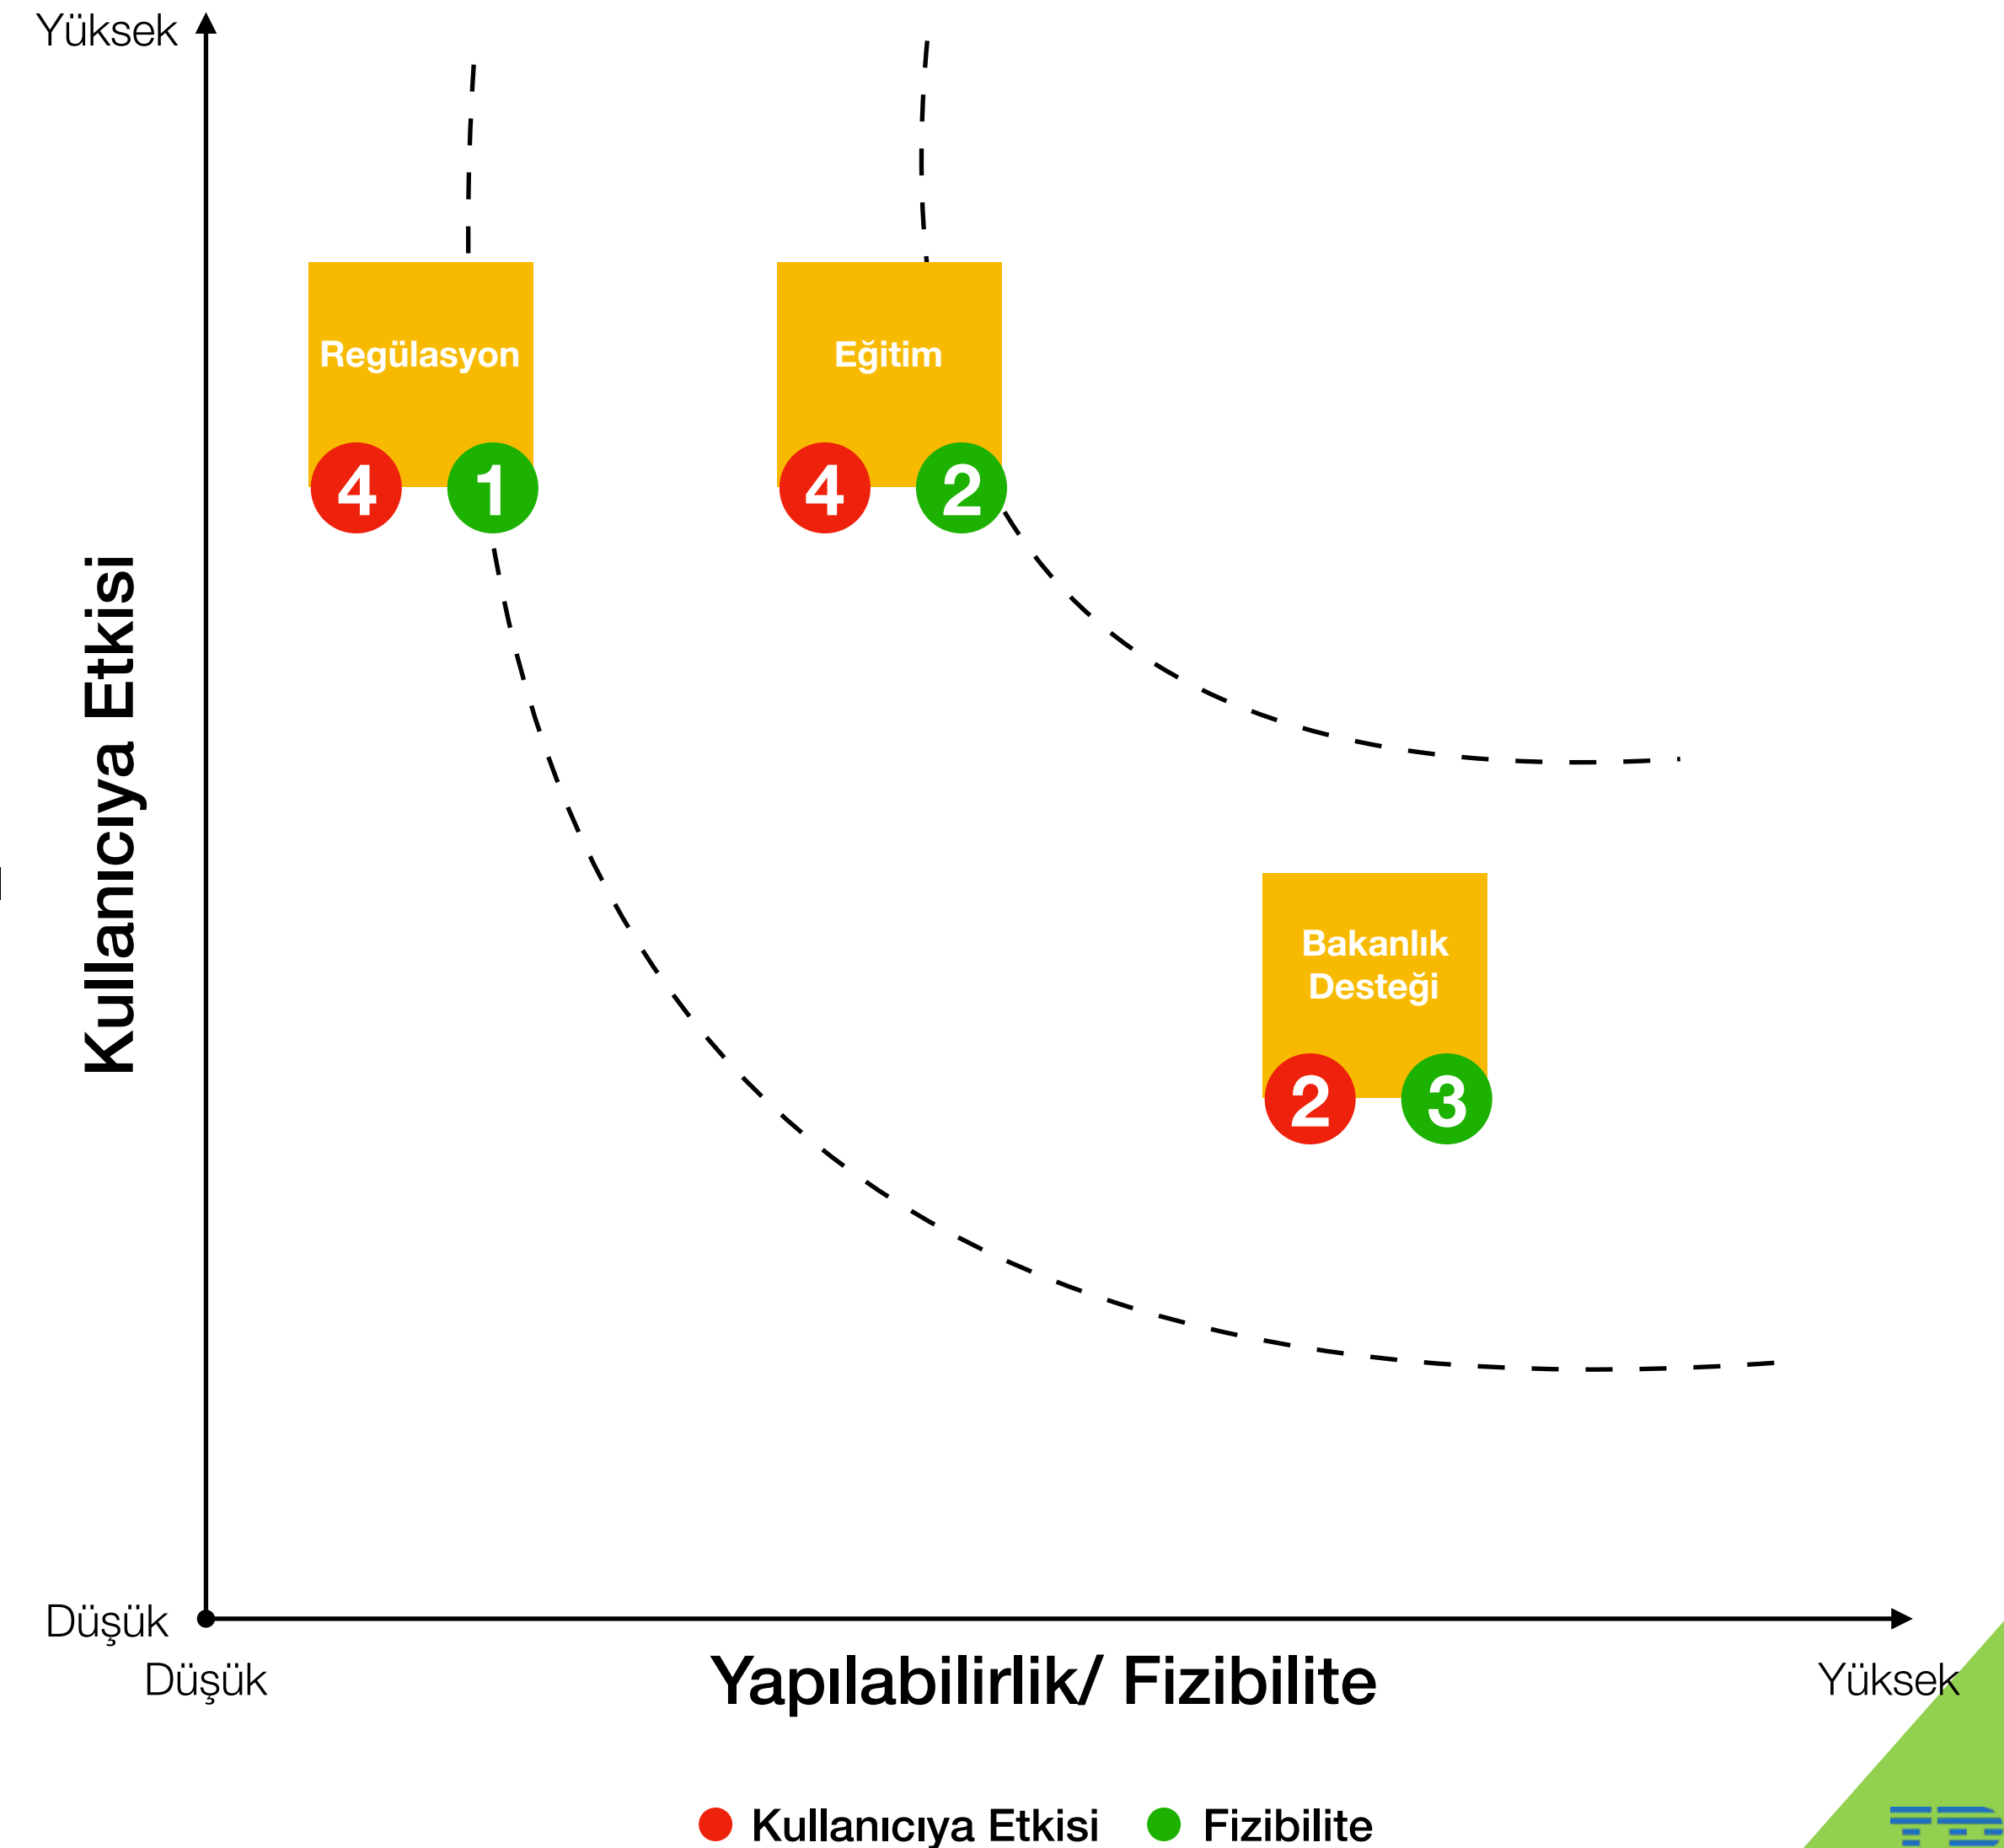 Yüksek
Regülasyon
4
1
Eğitim
4
2
Kullanıcıya Etkisi
Bakanlık
Desteği
2
3
Düşük
Düşük
Yapılabilirlik/ Fizibilite
Yüksek
Kullanıcıya Etkisi
Fizibilite